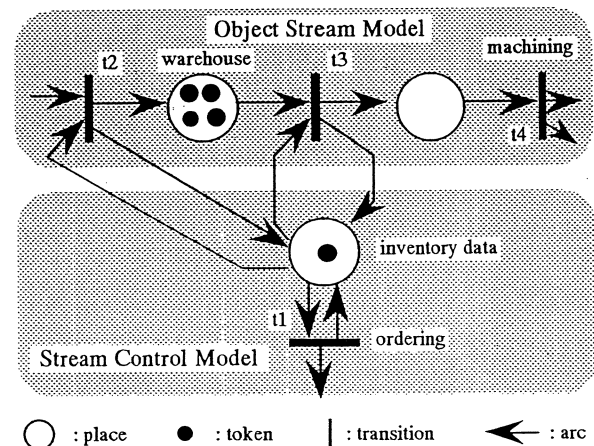 Object Stream Model
t2
warehouse
t3
machining
t4
inventory data
t1
ordering
Stream Control Model
: place
: token
: transition
: arc